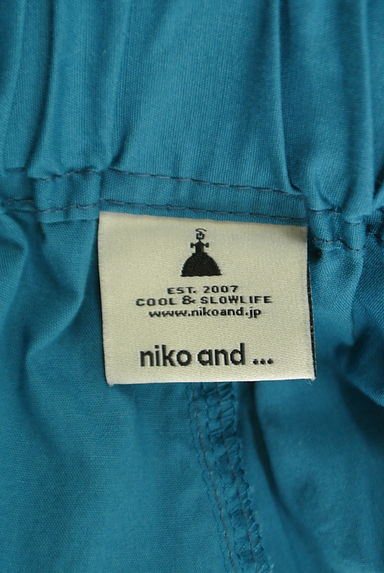 EST. 2007
COOL & SLOWLIFE
www.nikoand.jp
niko and ...